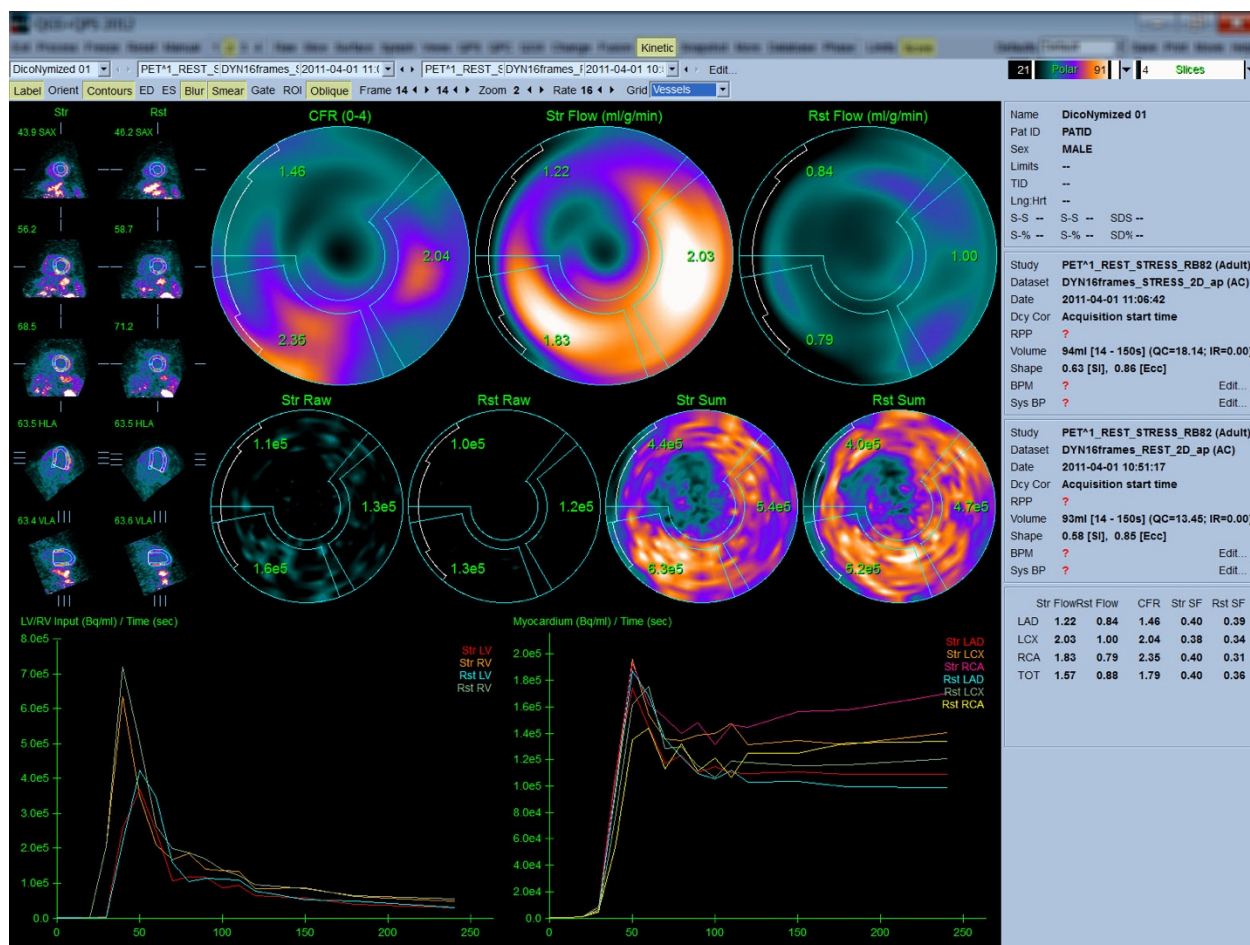 QGS+QPS 2012
Kinetic
DicoNymized 01 PET^1_REST_S DYN16frames_S 2011-04-01 11:0 PET^1_REST_S DYN16frames_F 2011-04-01 10:5 Edit...
21 Polar 91 4 Slices
Label Orient Contours ED ES Blur Smear Gate ROI Oblique Frame 14 14 Zoom 2 Rate 16 Grid Vessels
Str Rst
43.9 SAX 46.2 SAX
56.2 58.7
68.5 71.2
63.5 HLA 63.5 HLA
63.4 VLA 63.6 VLA
CFR (0-4)
1.46
2.04
2.35
Str Flow (ml/g/min)
1.22
2.03
1.83
Rst Flow (ml/g/min)
0.84
1.00
0.79
Str Raw
1.1e5
1.3e5
1.6e5
Rst Raw
1.0e5
1.2e5
1.3e5
Str Sum
4.4e5
5.4e5
6.3e5
Rst Sum
4.0e5
4.7e5
5.2e5
LV/RV Input (Bq/ml) / Time (sec)
8.0e5
7.0e5
6.0e5
5.0e5
4.0e5
3.0e5
2.0e5
1.0e5
0.0
0 50 100 150 200 250
Str LV
Str RV
Rst LV
Rst RV
Myocardium (Bq/ml) / Time (sec)
2.0e5
1.8e5
1.6e5
1.4e5
1.2e5
1.0e5
8.0e4
6.0e4
4.0e4
2.0e4
0.0
0 50 100 150 200 250
Str LAD
Str LCX
Str RCA
Rst LAD
Rst LCX
Rst RCA
Name DicoNymized 01
Pat ID PATID
Sex MALE
Limits --
TID --
Lng:Hrt --
S-S -- S-S -- SDS --
S-% -- S-% -- SD% --
Study PET^1_REST_STRESS_RB82 (Adult)
Dataset DYN16frames_STRESS_2D_ap (AC)
Date 2011-04-01 11:06:42
Dcy Cor Acquisition start time
RPP ?
Volume 94ml [14 - 150s] (QC=18.14; IR=0.00)
Shape 0.63 [SI], 0.86 [Ecc]
BPM ? Edit...
Sys BP ? Edit...
Study PET^1_REST_STRESS_RB82 (Adult)
Dataset DYN16frames_REST_2D_ap (AC)
Date 2011-04-01 10:51:17
Dcy Cor Acquisition start time
RPP ?
Volume 93ml [14 - 150s] (QC=13.45; IR=0.00)
Shape 0.58 [SI], 0.85 [Ecc]
BPM ? Edit...
Sys BP ? Edit...
Str Flow Rst Flow CFR Str SF Rst SF
LAD 1.22 0.84 1.46 0.40 0.39
LCX 2.03 1.00 2.04 0.38 0.34
RCA 1.83 0.79 2.35 0.40 0.31
TOT 1.57 0.88 1.79 0.40 0.36